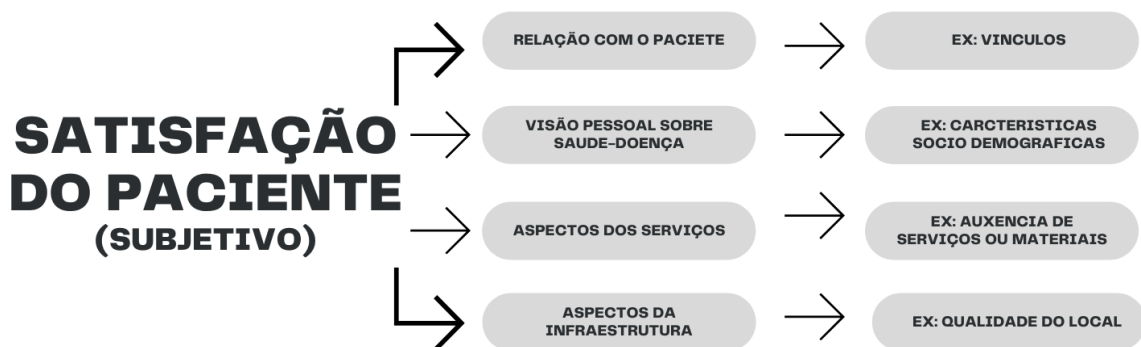 SATISFAÇÃO
DO PACIENTE
(SUBJETIVO)
RELAÇÃO COM O PACIETE
EX: VINCULOS
VISÃO PESSOAL SOBRE
SAUDE-DOENÇA
EX: CARCTERISTICAS
SOCIO DEMOGRAFICAS
ASPECTOS DOS SERVIÇOS
EX: AUXENCIA DE
SERVIÇOS OU MATERIAIS
ASPECTOS DA
INFRAESTRUTURA
EX: QUALIDADE DO LOCAL